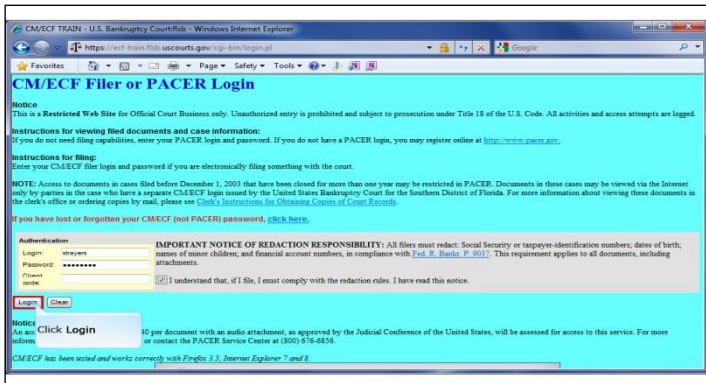 CM/ECF TRAIN - U.S. Bankruptcy Court:flsb - Windows Internet Explorer
https://ecf-train.flsb.uscourts.gov/cgi-bin/login.pl
Google
Favorites Page Safety Tools
CM/ECF Filer or PACER Login
Notice
This is a Restricted Web Site for Official Court Business only. Unauthorized entry is prohibited and subject to prosecution under Title 18 of the U.S. Code. All activities and access attempts are logged.
Instructions for viewing filed documents and case information:
If you do not need filing capabilities, enter your PACER login and password. If you do not have a PACER login, you may register online at http://www.pacer.gov.
Instructions for filing:
Enter your CM/ECF filer login and password if you are electronically filing something with the court.
NOTE: Access to documents in cases filed before December 1, 2003 that have been closed for more than one year may be restricted in PACER. Documents in these cases may be viewed via the Internet
only by parties in the case who have a separate CM/ECF login issued by the United States Bankruptcy Court for the Southern District of Florida. For more information about viewing these documents in
the clerk's office or ordering copies by mail, please see Clerk's Instructions for Obtaining Copies of Court Records.
If you have lost or forgotten your CM/ECF (not PACER) password, click here.
Authentication
Login: strayers
Password: ••••••••
Client code:
IMPORTANT NOTICE OF REDACTION RESPONSIBILITY: All filers must redact: Social Security or taxpayer-identification numbers; dates of birth;
names of minor children; and financial account numbers, in compliance with Fed. R. Bankr. P. 9037. This requirement applies to all documents, including
attachments.
I understand that, if I file, I must comply with the redaction rules. I have read this notice.
Login Clear
Notice
Click Login
An acc 40 per document with an audio attachment, as approved by the Judicial Conference of the United States, will be assessed for access to this service. For more
inform or contact the PACER Service Center at (800) 676-6856.
CM/ECF has been tested and works correctly with Firefox 3.5, Internet Explorer 7 and 8.